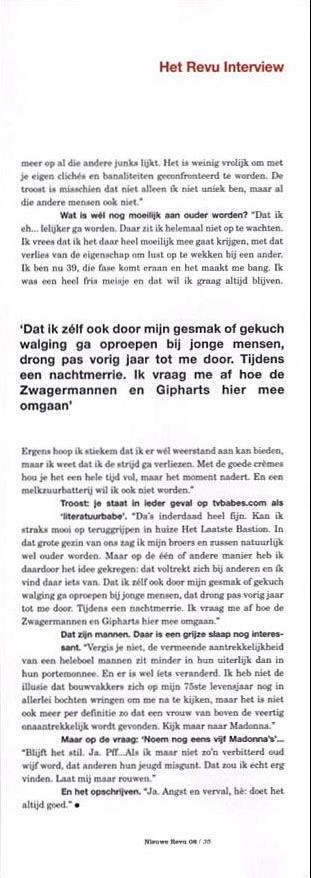 Het Revu Interview
meer op al die andere junks lijkt. Het is weinig vrolijk om met
je eigen clichés en banaliteiten geconfronteerd te worden. De
troost is misschien dat niet alleen ik niet uniek ben, maar al
die andere mensen ook niet."
Wat is wél nog moeilijk aan ouder worden? "Dat ik
eh... lelijker ga worden. Daar zit ik helemaal niet op te wachten.
Ik vrees dat ik het daar heel moeilijk mee gaat krijgen, met dat
verlies van de eigenschap om lust op te wekken bij een ander.
Ik ben nu 39, die fase komt eraan en het maakt me bang. Ik
was een heel fris meisje en dat wil ik graag altijd blijven.
'Dat ik zélf ook door mijn gesmak of gekuch
walging ga oproepen bij jonge mensen,
drong pas vorig jaar tot me door. Tijdens
een nachtmerrie. Ik vraag me af hoe de
Zwagermannen en Gipharts hier mee
omgaan'
Ergens hoop ik stiekem dat ik er wél weerstand aan kan bieden,
maar ik weet dat ik de strijd ga verliezen. Met de goede crèmes
hou je het een hele tijd vol, maar het moment nadert. En een
melkzuurbatterij wil ik ook niet worden."
Troost: je staat in ieder geval op tvbabes.com als
'literatuurbabe'. "Da's inderdaad heel fijn. Kan ik
straks mooi op teruggrijpen in huize Het Laatste Bastion. In
dat grote gezin van ons zag ik mijn broers en zussen natuurlijk
wel ouder worden. Maar op de één of andere manier heb ik
daardoor het idee gekregen: dat voltrekt zich bij anderen en ík
vind daar iets van. Dat ik zélf ook door mijn gesmak of gekuch
walging ga oproepen bij jonge mensen, dat drong pas vorig jaar
tot me door. Tijdens een nachtmerrie. Ik vraag me af hoe de
Zwagermannen en Gipharts hier mee omgaan."
Dat zijn mannen. Daar is een grijze slaap nog interes-
sant. "Vergis je niet, de vermeende aantrekkelijkheid
van een heleboel mannen zit minder in hun uiterlijk dan in
hun portemonnee. En er is wel iets veranderd. Ik heb niet de
illusie dat bouwvakkers zich op mijn 75ste levensjaar nog in
allerlei bochten wringen om me na te kijken, maar het is niet
ook meer per definitie zo dat een vrouw van boven de veertig
onaantrekkelijk wordt gevonden. Kijk maar naar Madonna."
Maar op de vraag: 'Noem nog eens vijf Madonna's'...
"Blijft het stil. Ja. Pff...Als ik maar niet zo'n verbitterd oud
wijf word, dat anderen hun jeugd misgunt. Dat zou ik echt erg
vinden. Laat mij maar rouwen."
En het opschrijven. "Ja. Angst en verval, hè: doet het
altijd goed." ●
Nieuwe Revu 08 / 35